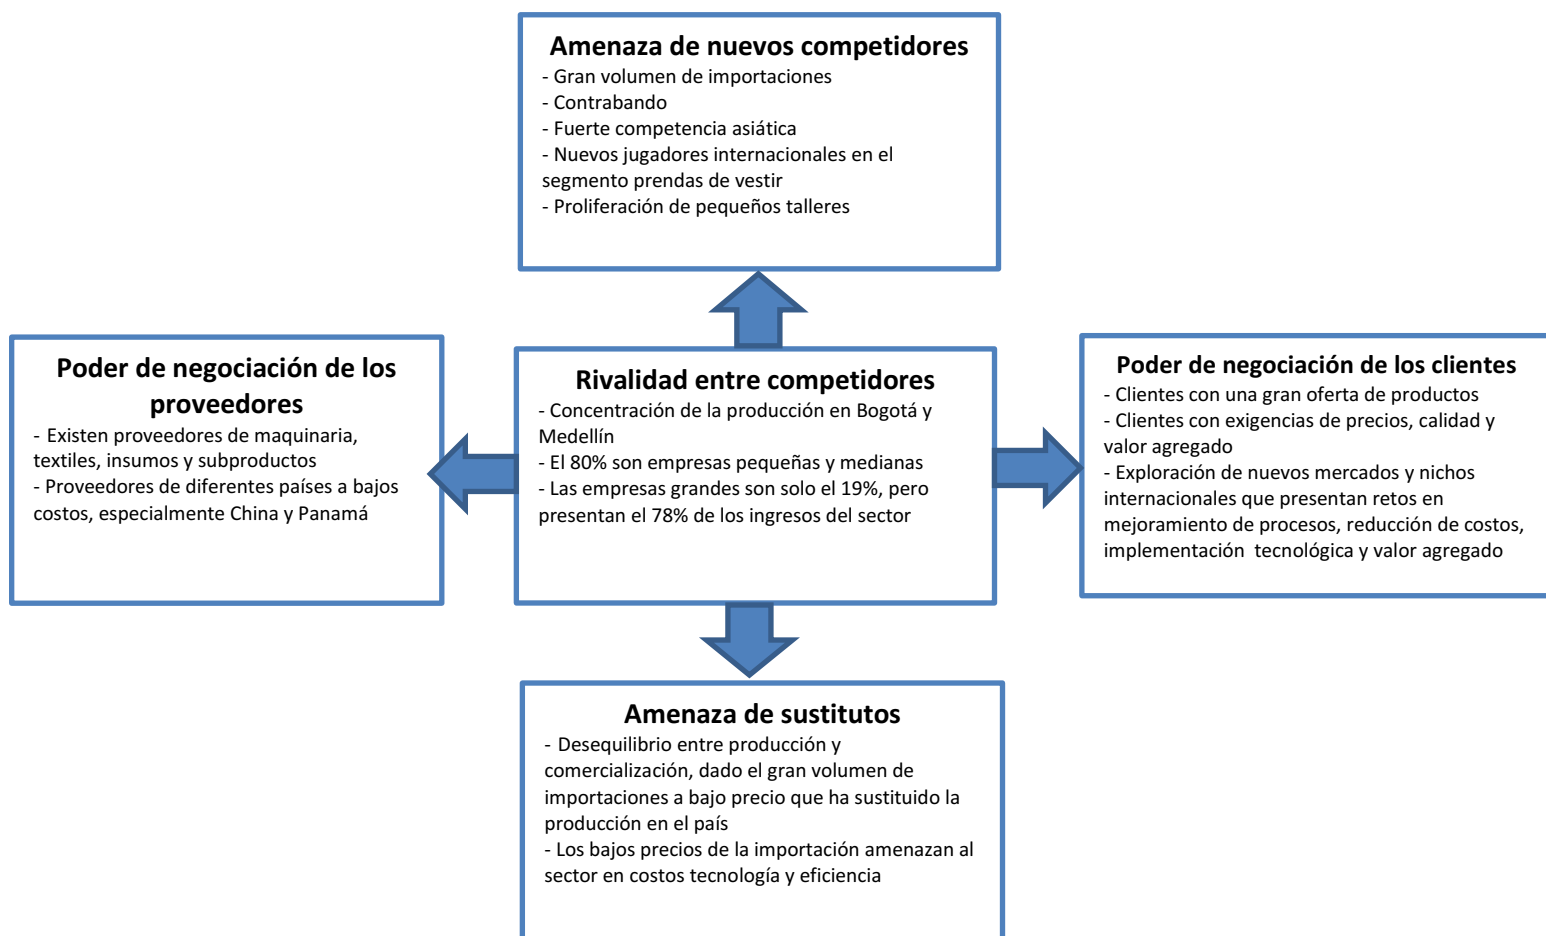 Amenaza de nuevos competidores
- Gran volumen de importaciones
- Contrabando
- Fuerte competencia asiática
- Nuevos jugadores internacionales en el
segmento prendas de vestir
- Proliferación de pequeños talleres
Poder de negociación de los
proveedores
- Existen proveedores de maquinaria,
textiles, insumos y subproductos
- Proveedores de diferentes países a bajos
costos, especialmente China y Panamá
Rivalidad entre competidores
- Concentración de la producción en Bogotá y
Medellín
- El 80% son empresas pequeñas y medianas
- Las empresas grandes son solo el 19%, pero
presentan el 78% de los ingresos del sector
Poder de negociación de los clientes
- Clientes con una gran oferta de productos
- Clientes con exigencias de precios, calidad y
valor agregado
- Exploración de nuevos mercados y nichos
internacionales que presentan retos en
mejoramiento de procesos, reducción de costos,
implementación  tecnológica y valor agregado
Amenaza de sustitutos
- Desequilibrio entre producción y
comercialización, dado el gran volumen de
importaciones a bajo precio que ha sustituido la
producción en el país
- Los bajos precios de la importación amenazan al
sector en costos tecnología y eficiencia